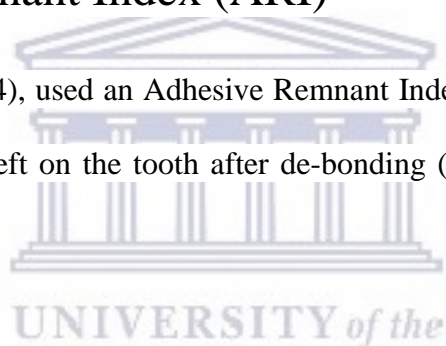 nant Index (ARI)
4), used an Adhesive Remnant Inde
eft on the tooth after de-bonding (
UNIVERSITY of the